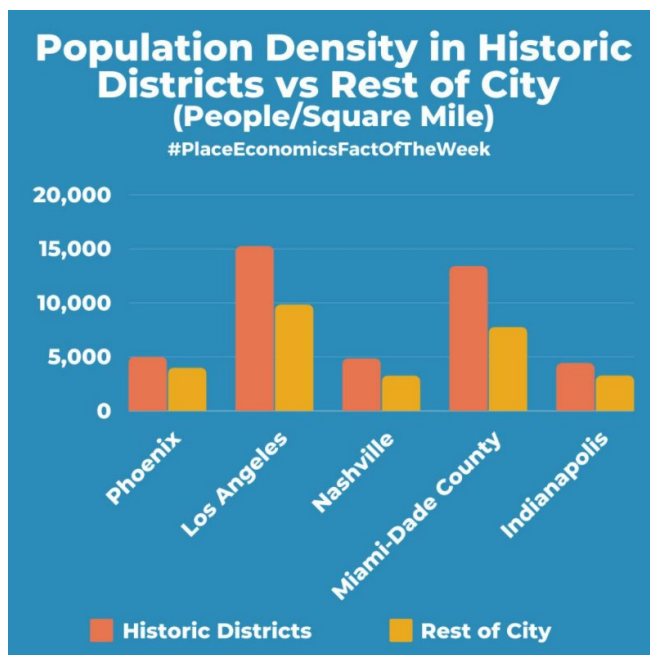 Population Density in Historic
Districts vs Rest of City
(People/Square Mile)
#PlaceEconomicsFactOfTheWeek
20,000
15,000
10,000
5,000
0
Phoenix
Los Angeles
Nashville
Miami-Dade County
Indianapolis
Historic Districts
Rest of City